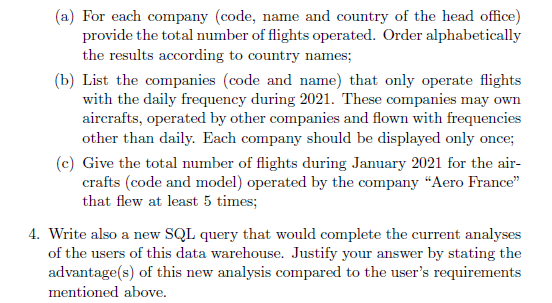 (a) For each company (code, name and country of the head office)
provide the total number of flights operated. Order alphabetically
the results according to country names;
(b) List the companies (code and name) that only operate flights
with the daily frequency during 2021. These companies may own
aircrafts, operated by other companies and flown with frequencies
other than daily. Each company should be displayed only once;
(c) Give the total number of flights during January 2021 for the air-
crafts (code and model) operated by the company “Aero France”
that flew at least 5 times;
4. Write also a new SQL query that would complete the current analyses
of the users of this data warehouse. Justify your answer by stating the
advantage(s) of this new analysis compared to the user’s requirements
mentioned above.